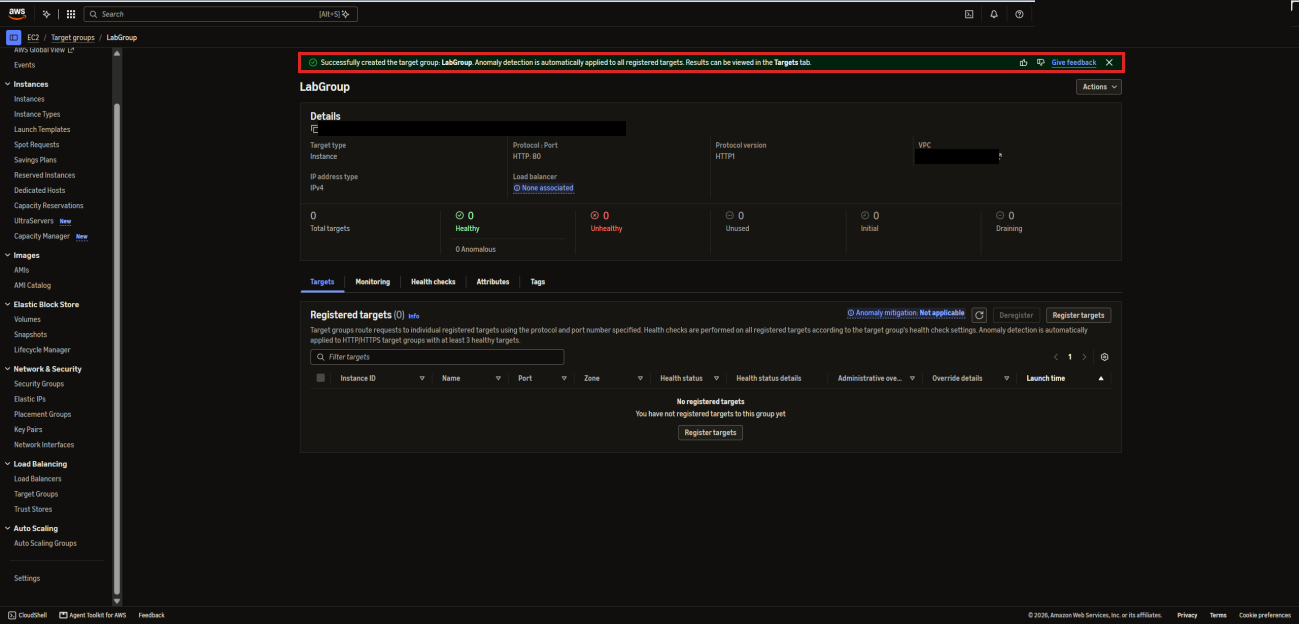 aws
Search [Alt+S]
EC2 / Target groups / LabGroup
AWS Global View
Events
Instances
Instances
Instance Types
Launch Templates
Spot Requests
Savings Plans
Reserved Instances
Dedicated Hosts
Capacity Reservations
UltraServers New
Capacity Manager New
Images
AMIs
AMI Catalog
Elastic Block Store
Volumes
Snapshots
Lifecycle Manager
Network & Security
Security Groups
Elastic IPs
Placement Groups
Key Pairs
Network Interfaces
Load Balancing
Load Balancers
Target Groups
Trust Stores
Auto Scaling
Auto Scaling Groups
Settings
Successfully created the target group: LabGroup. Anomaly detection is automatically applied to all registered targets. Results can be viewed in the Targets tab. Give feedback
LabGroup Actions
Details
Target type Protocol : Port Protocol version VPC
Instance HTTP: 80 HTTP1
IP address type Load balancer
IPv4 None associated
0 0 0 0 0 0
Total targets Healthy Unhealthy Unused Initial Draining
0 Anomalous
Targets Monitoring Health checks Attributes Tags
Registered targets (0) Info Anomaly mitigation: Not applicable Deregister Register targets
Target groups route requests to individual registered targets using the protocol and port number specified. Health checks are performed on all registered targets according to the target group's health check settings. Anomaly detection is automatically
applied to HTTP/HTTPS target groups with at least 3 healthy targets.
Filter targets 1
Instance ID Name Port Zone Health status Health status details Administrative ove... Override details Launch time
No registered targets
You have not registered targets to this group yet
Register targets
CloudShell Agent Toolkit for AWS Feedback © 2026, Amazon Web Services, Inc. or its affiliates. Privacy Terms Cookie preferences